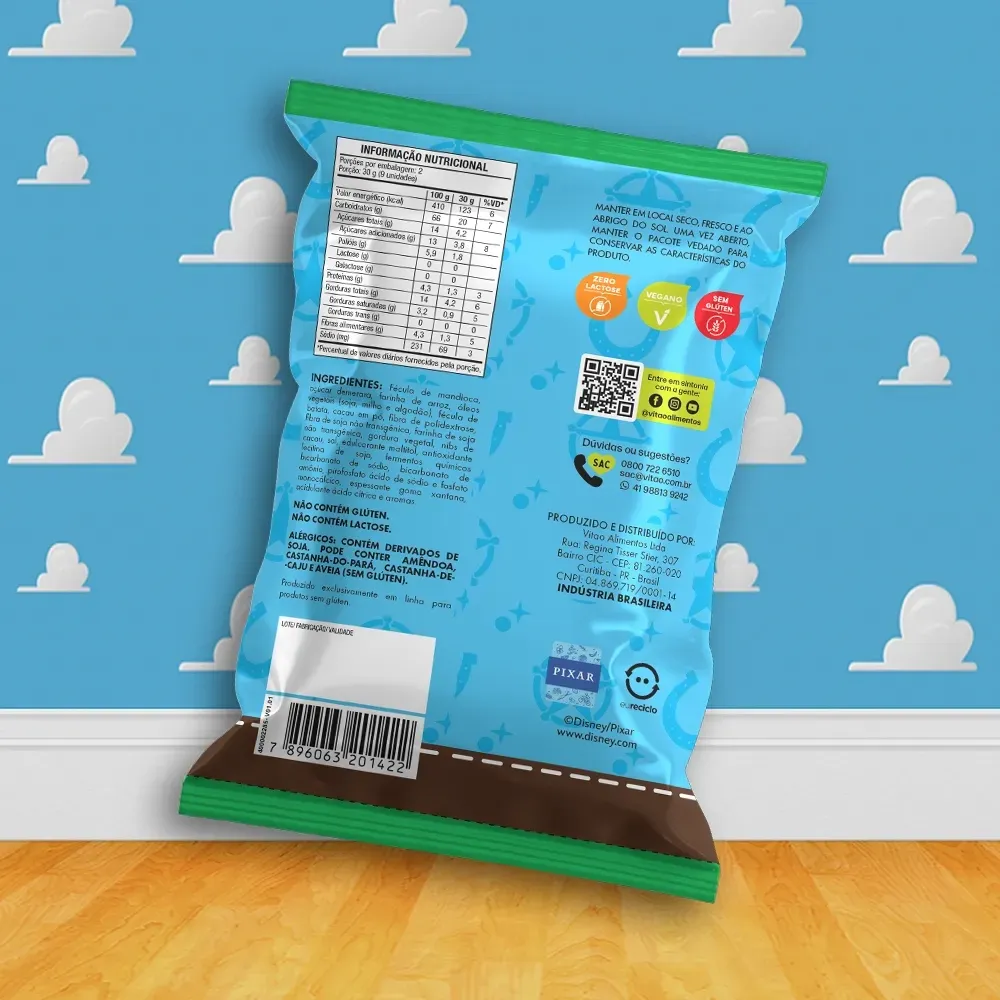 INFORMAÇÃO NUTRICIONAL
Porções por embalagem: 2
Porção: 30 g (9 unidades)
100 g 30 g %VD*
Valor energético (kcal) 410 123 6
Carboidratos (g) 66 20 7
Açúcares totais (g) 14 4,2
Açúcares adicionados (g) 13 3,8 8
Polióis (g) 5,9 1,8
Lactose (g) 0 0
Galactose (g) 0 0
Proteínas (g) 4,3 1,3 3
Gorduras totais (g) 14 4,2 6
Gorduras saturadas (g) 3,2 0,9 5
Gorduras trans (g) 0 0
Fibras alimentares (g) 4,3 1,3 5
Sódio (mg) 231 69 3
*Percentual de valores diários fornecidos pela porção.
INGREDIENTES: Fécula de mandioca,
açúcar demerara, farinha de arroz, óleos
vegetais (soja, milho e algodão), fécula de
batata, cacau em pó, fibra de polidextrose,
fibra de soja não transgênica, farinha de soja
não transgênica, gordura vegetal, nibs de
cacau, sal, edulcorante maltitol, antioxidante
lecitina de soja, fermentos químicos
bicarbonato de sódio, bicarbonato de
amônio, pirofosfato ácido de sódio e fosfato
monocálcico, espessante goma xantana,
acidulante ácido cítrico e aromas.
NÃO CONTÉM GLÚTEN.
NÃO CONTÉM LACTOSE.
ALÉRGICOS: CONTÉM DERIVADOS DE
SOJA. PODE CONTER AMÊNDOA,
CASTANHA-DO-PARÁ, CASTANHA-DE-
-CAJU E AVEIA (SEM GLÚTEN).
Produzido exclusivamente em linha para
produtos sem glúten.
LOTE/ FABRICAÇÃO/ VALIDADE
7 896063 201422
MANTER EM LOCAL SECO, FRESCO E AO
ABRIGO DO SOL. UMA VEZ ABERTO,
MANTER O PACOTE VEDADO PARA
CONSERVAR AS CARACTERÍSTICAS DO
PRODUTO.
ZERO
LACTOSE
VEGANO
V
SEM
GLÚTEN
Entre em sintonia
com a gente:
@vitaoalimentos
Dúvidas ou sugestões?
SAC
0800 722 6510
sac@vitao.com.br
41 98813 9242
PRODUZIDO E DISTRIBUÍDO POR:
Vitao Alimentos Ltda
Rua: Regina Tisser Stier, 307
Bairro CIC - CEP: 81.260-020
Curitiba - PR - Brasil
CNPJ: 04.869.719/0001-14
INDÚSTRIA BRASILEIRA
PIXAR
eureciclo
©Disney/Pixar
www.disney.com